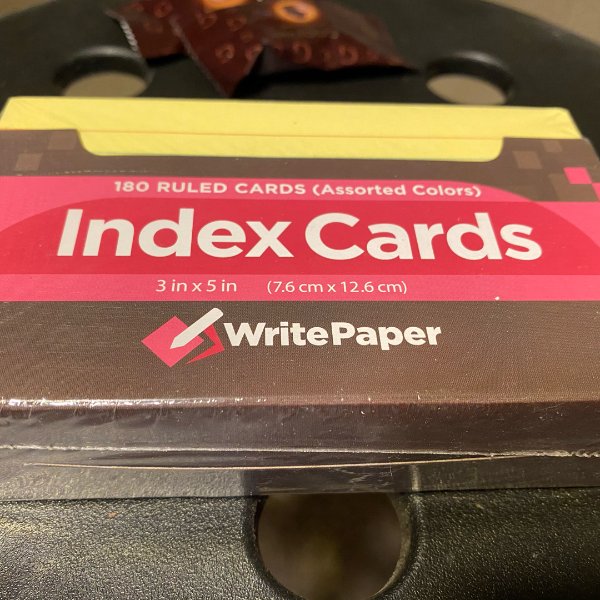 180 RULED CARDS (Assorted Colors)
Index Cards
3 in x 5 in (7.6 cm x 12.6 cm)
WritePaper